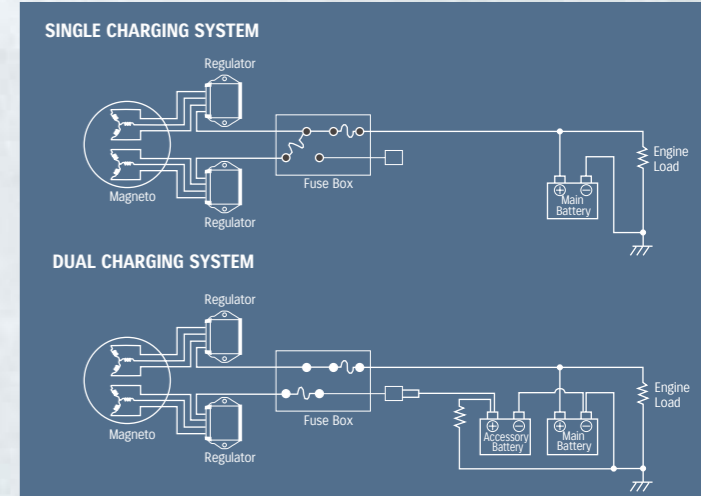 SINGLE CHARGING SYSTEM
Regulator
Magneto
Regulator
Fuse Box
Main
Battery
Engine
Load
DUAL CHARGING SYSTEM
Regulator
Magneto
Regulator
Fuse Box
Accessory
Battery
Main
Battery
Engine
Load